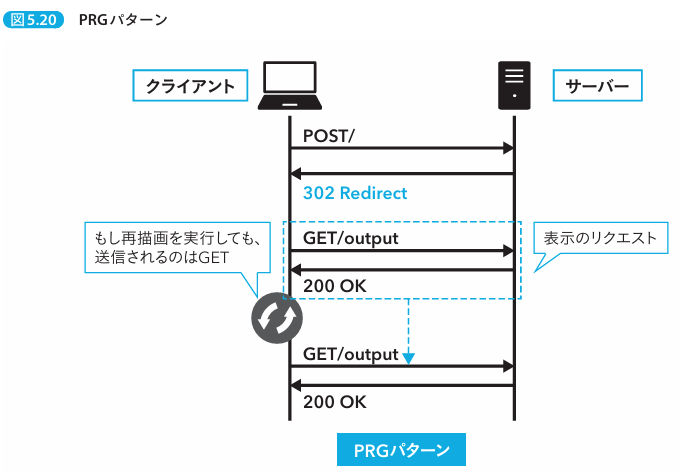 図5.20 PRGパターン
クライアント
サーバー
POST/
302 Redirect
もし再描画を実行しても、
送信されるのはGET
GET/output
表示のリクエスト
200 OK
GET/output
200 OK
PRGパターン